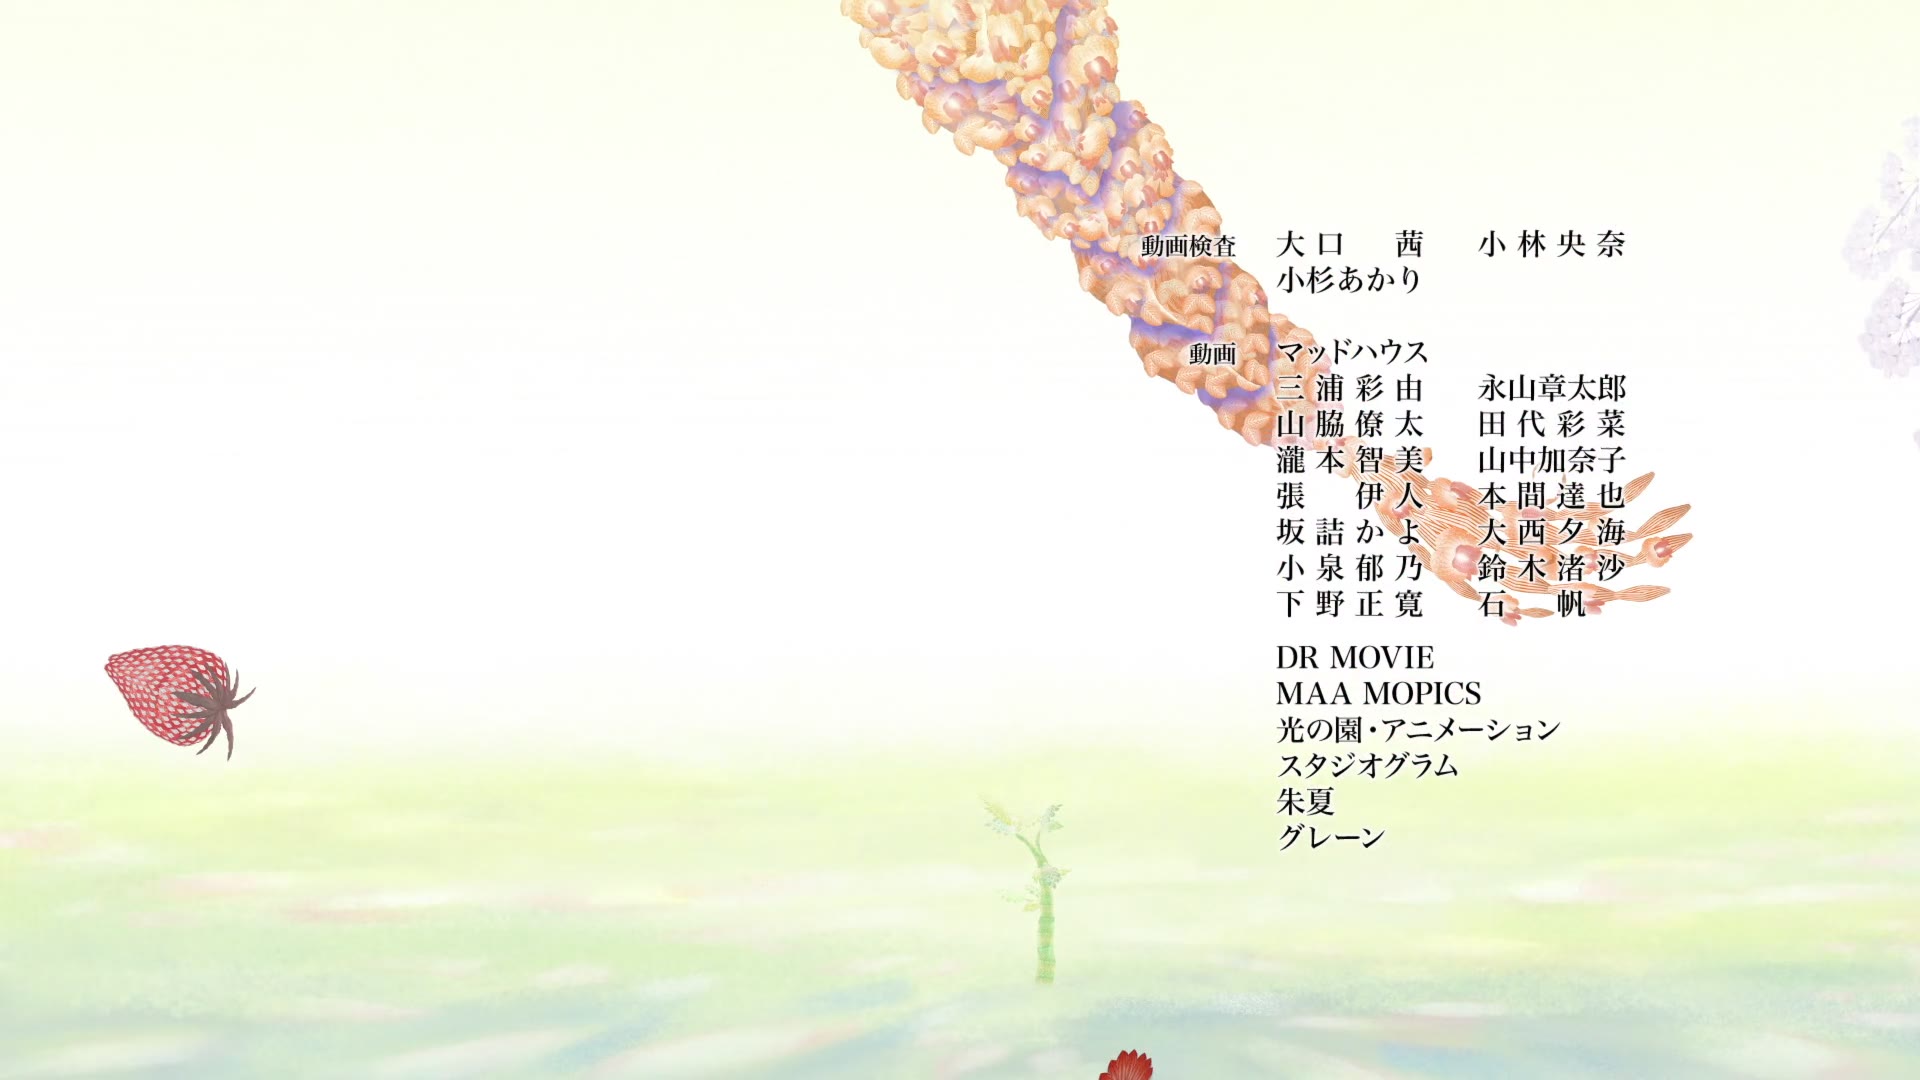 動画検査 大口 茜 小林央奈
小杉あかり
動画 マッドハウス
三浦彩由 永山章太郎
山脇僚太 田代彩菜
瀧本智美 山中加奈子
張 伊人 本間達也
坂詰かよ 大西夕海
小泉郁乃 鈴木渚沙
下野正寛 石 帆
DR MOVIE
MAA MOPICS
光の園・アニメーション
スタジオグラム
朱夏
グレーン